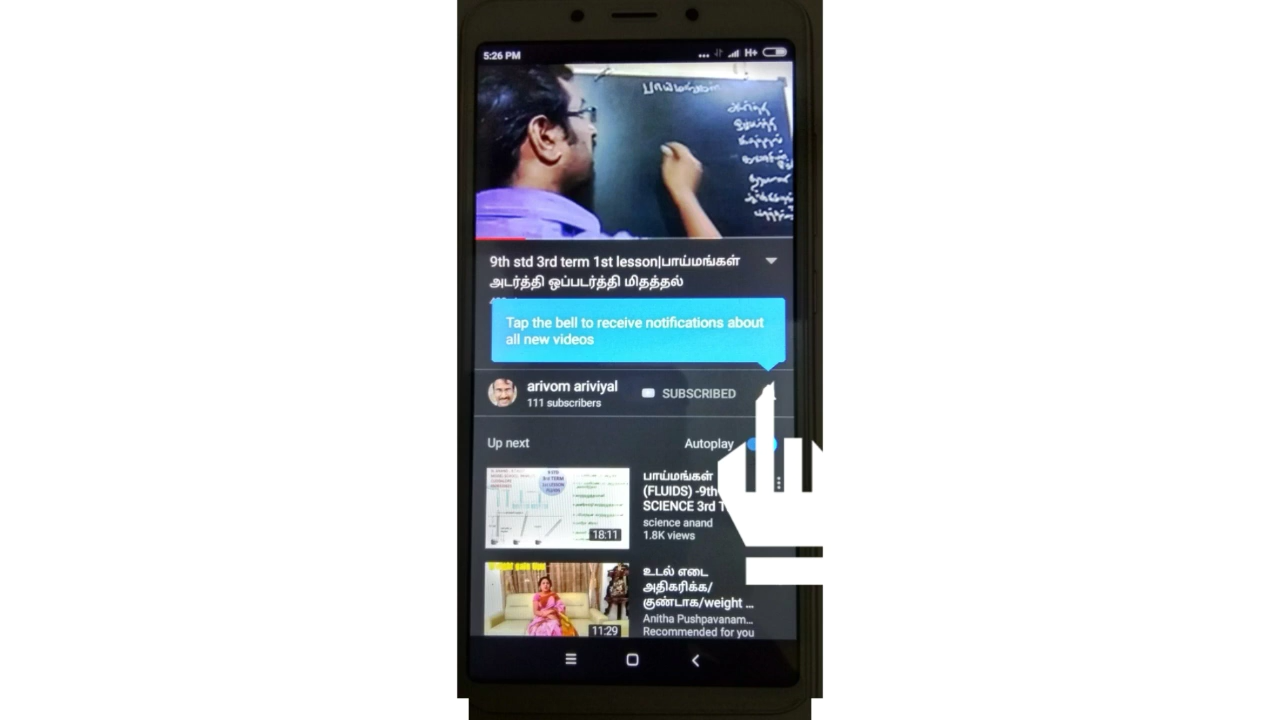 5:26 PM
H+
9th std 3rd term 1st lesson|பாய்மங்கள்
அடர்த்தி ஒப்படர்த்தி மிதத்தல்
Tap the bell to receive notifications about
all new videos
arivom ariviyal
SUBSCRIBED
111 subscribers
Up next
Autoplay
பாய்மங்கள்
(FLUIDS) -9th
SCIENCE 3rd T
science anand
1.8K views
18:11
உடல் எடை
அதிகரிக்க/
குண்டாக/weight ...
Anitha Pushpavanam...
Recommended for you
11:29